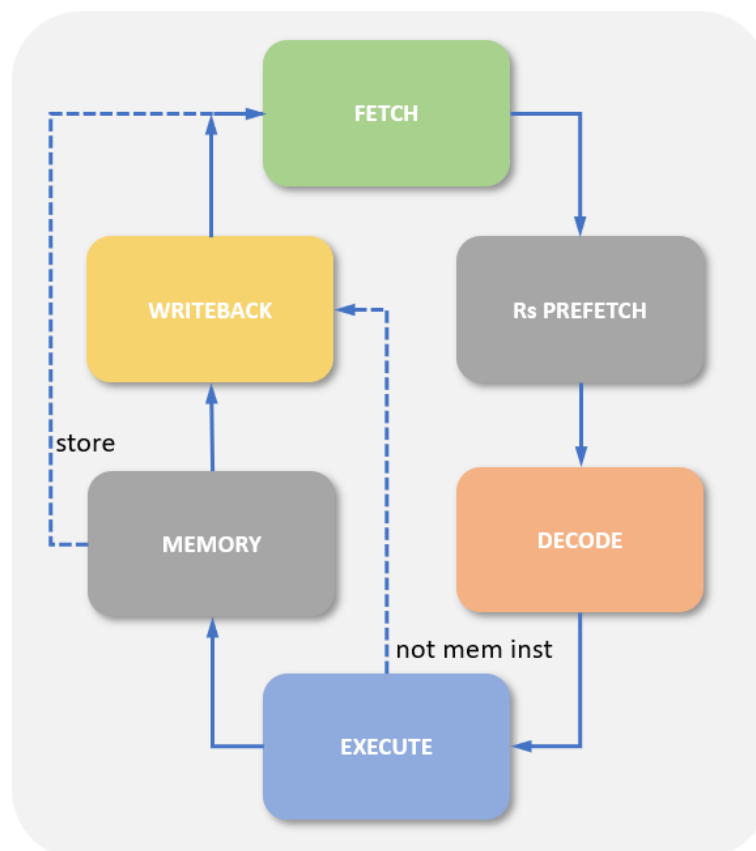 FETCH
WRITEBACK
Rs PREFETCH
store
MEMORY
DECODE
not mem inst
EXECUTE